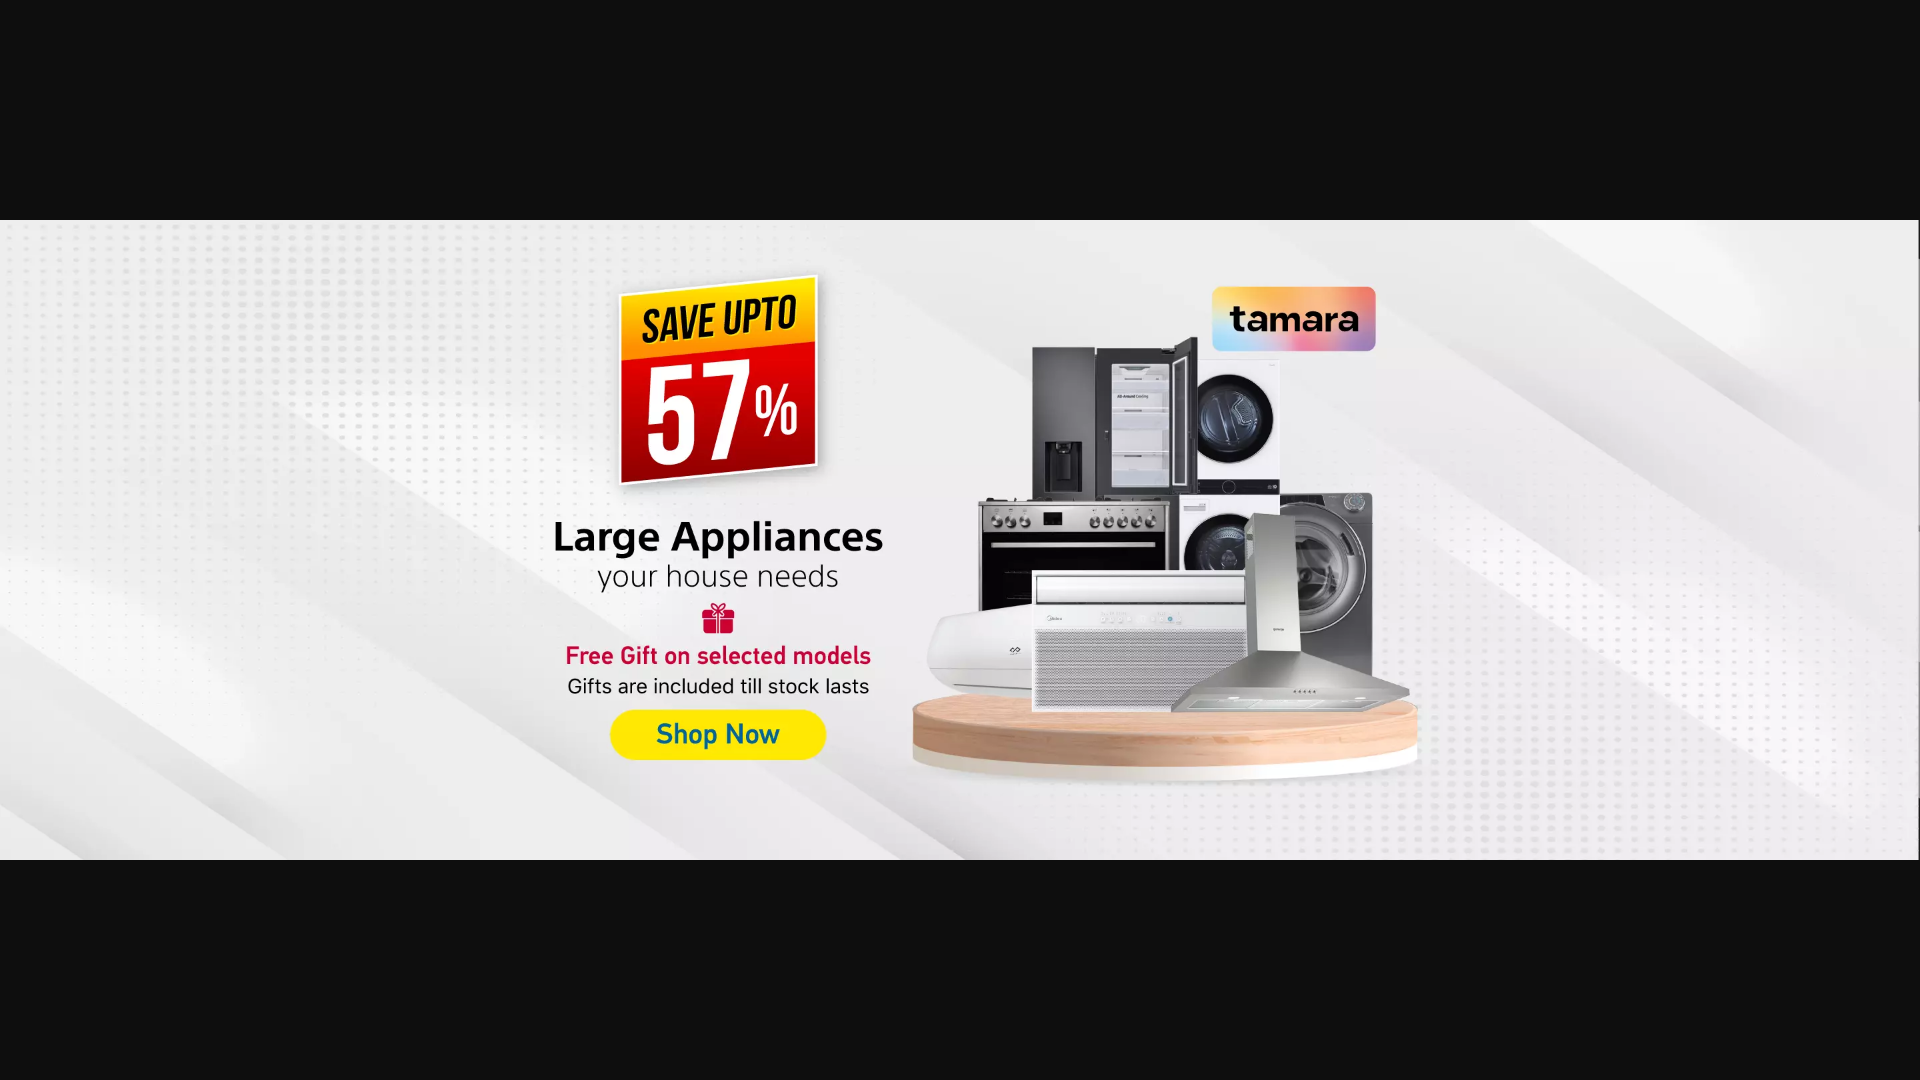 SAVE UPTO
57%
Large Appliances
your house needs
Free Gift on selected models
Gifts are included till stock lasts
Shop Now
tamara
Midea